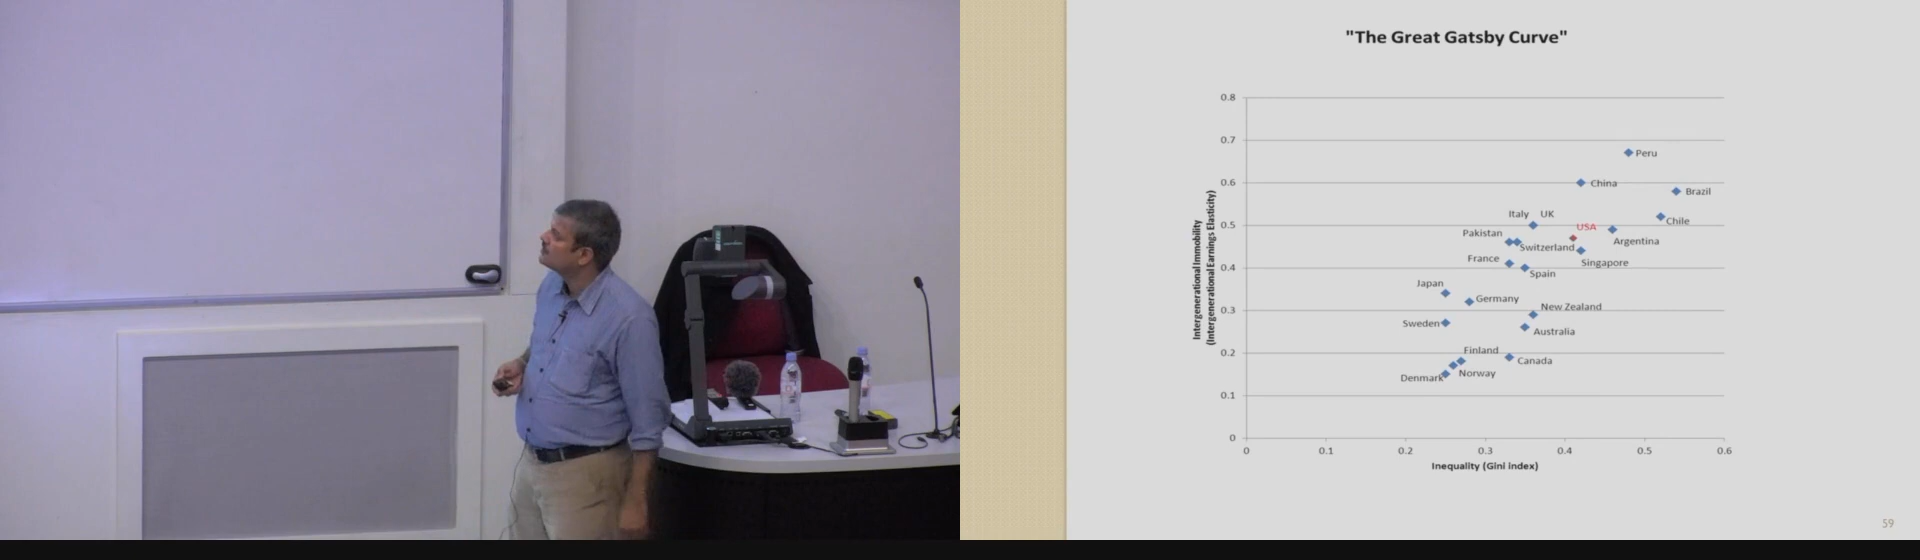 "The Great Gatsby Curve"
0.8
0.7
0.6
0.5
0.4
0.3
0.2
0.1
0
Intergenerational Immobility
(Intergenerational Earnings Elasticity)
Peru
China
Brazil
Italy UK
Chile
USA
Pakistan
Argentina
Switzerland
France
Singapore
Spain
Japan
Germany
New Zealand
Sweden
Australia
Finland
Canada
Norway
Denmark
0 0.1 0.2 0.3 0.4 0.5 0.6
Inequality (Gini index)
59